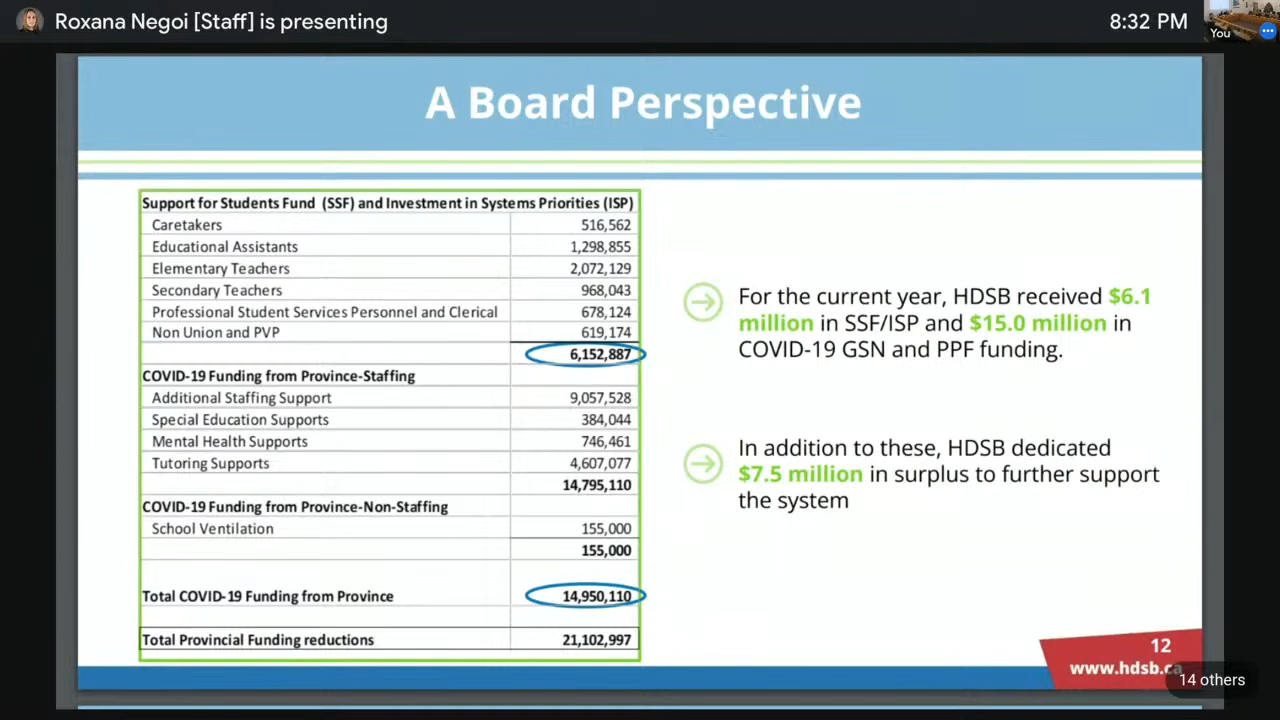 Roxana Negoi [Staff] is presenting
8:32 PM
You
A Board Perspective
Support for Students Fund (SSF) and Investment in Systems Priorities (ISP)
Caretakers 516,562
Educational Assistants 1,298,855
Elementary Teachers 2,072,129
Secondary Teachers 968,043
Professional Student Services Personnel and Clerical 678,124
Non Union and PVP 619,174
6,152,887
COVID-19 Funding from Province-Staffing
Additional Staffing Support 9,057,528
Special Education Supports 384,044
Mental Health Supports 746,461
Tutoring Supports 4,607,077
14,795,110
COVID-19 Funding from Province-Non-Staffing
School Ventilation 155,000
155,000
Total COVID-19 Funding from Province 14,950,110
Total Provincial Funding reductions 21,102,997
For the current year, HDSB received $6.1
million in SSF/ISP and $15.0 million in
COVID-19 GSN and PPF funding.
In addition to these, HDSB dedicated
$7.5 million in surplus to further support
the system
12
www.hdsb.ca
14 others